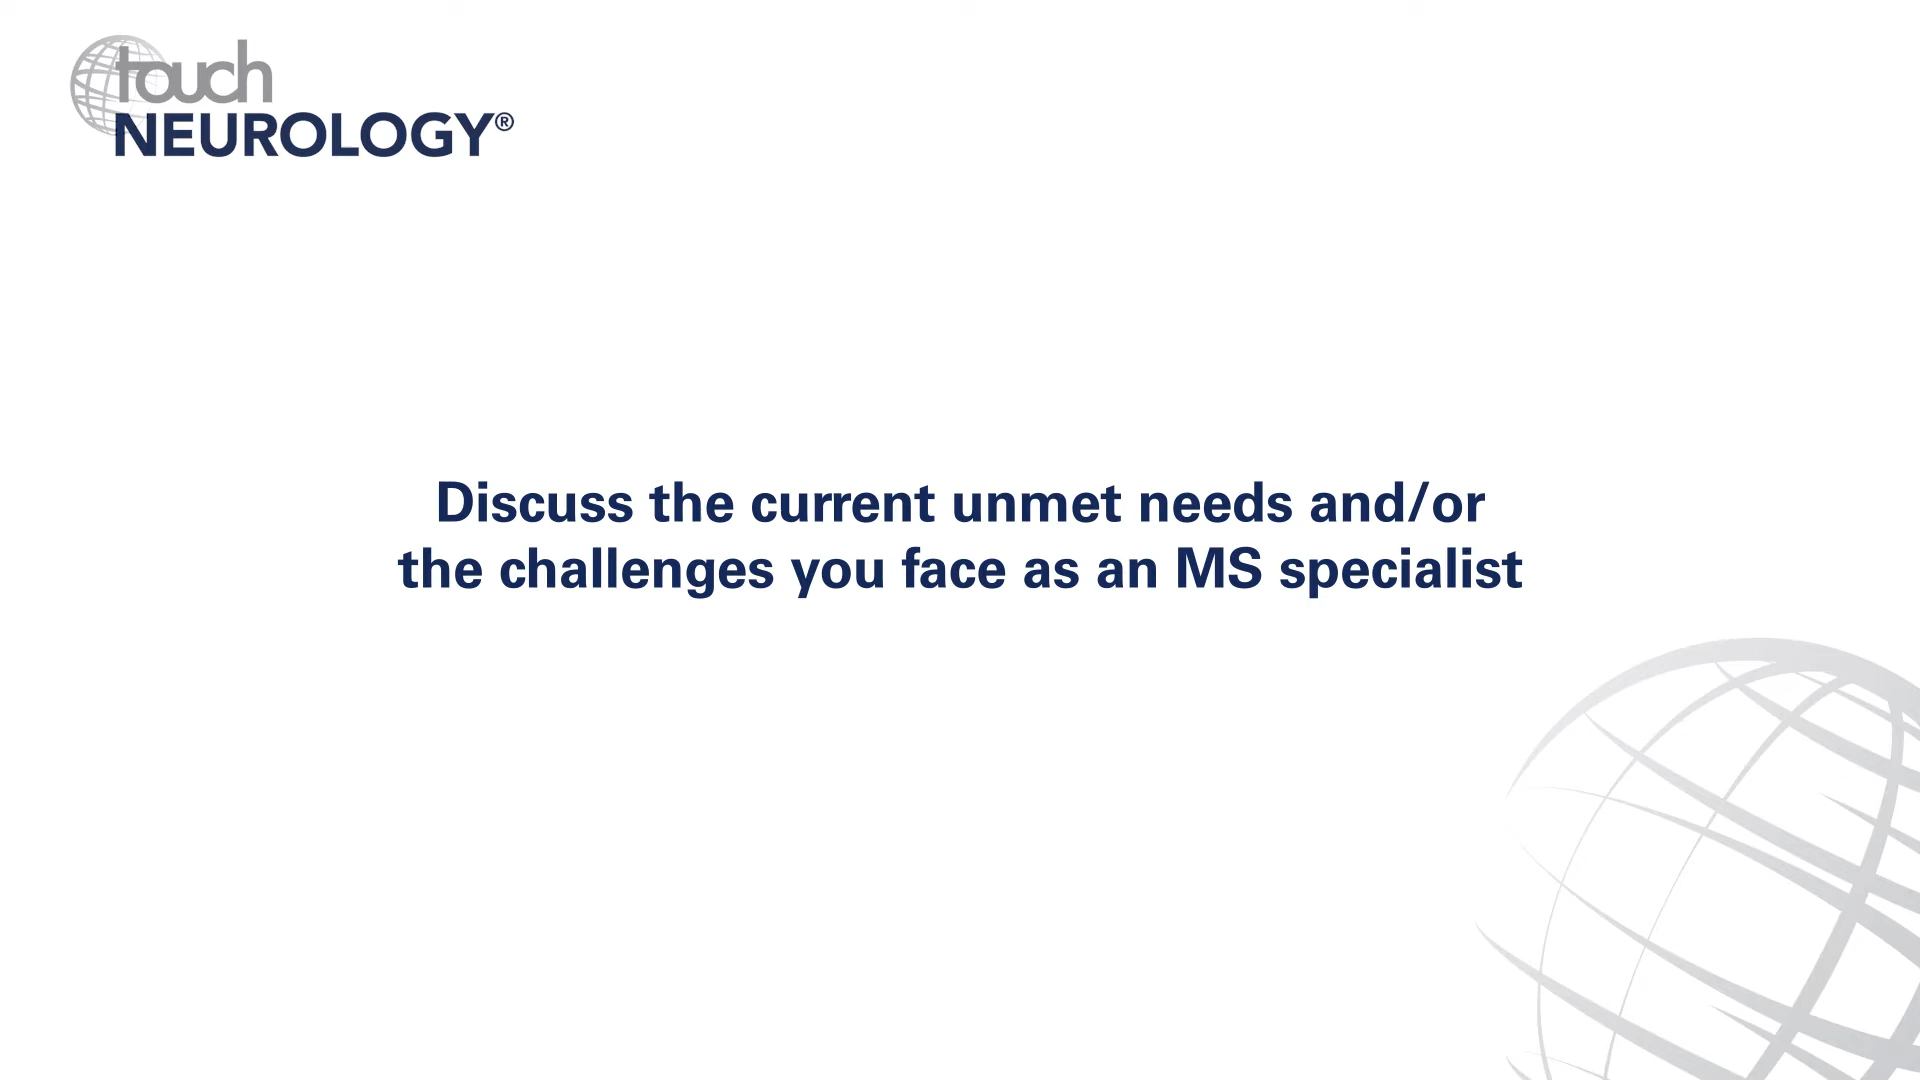 touch
NEUROLOGY®
Discuss the current unmet needs and/or
the challenges you face as an MS specialist